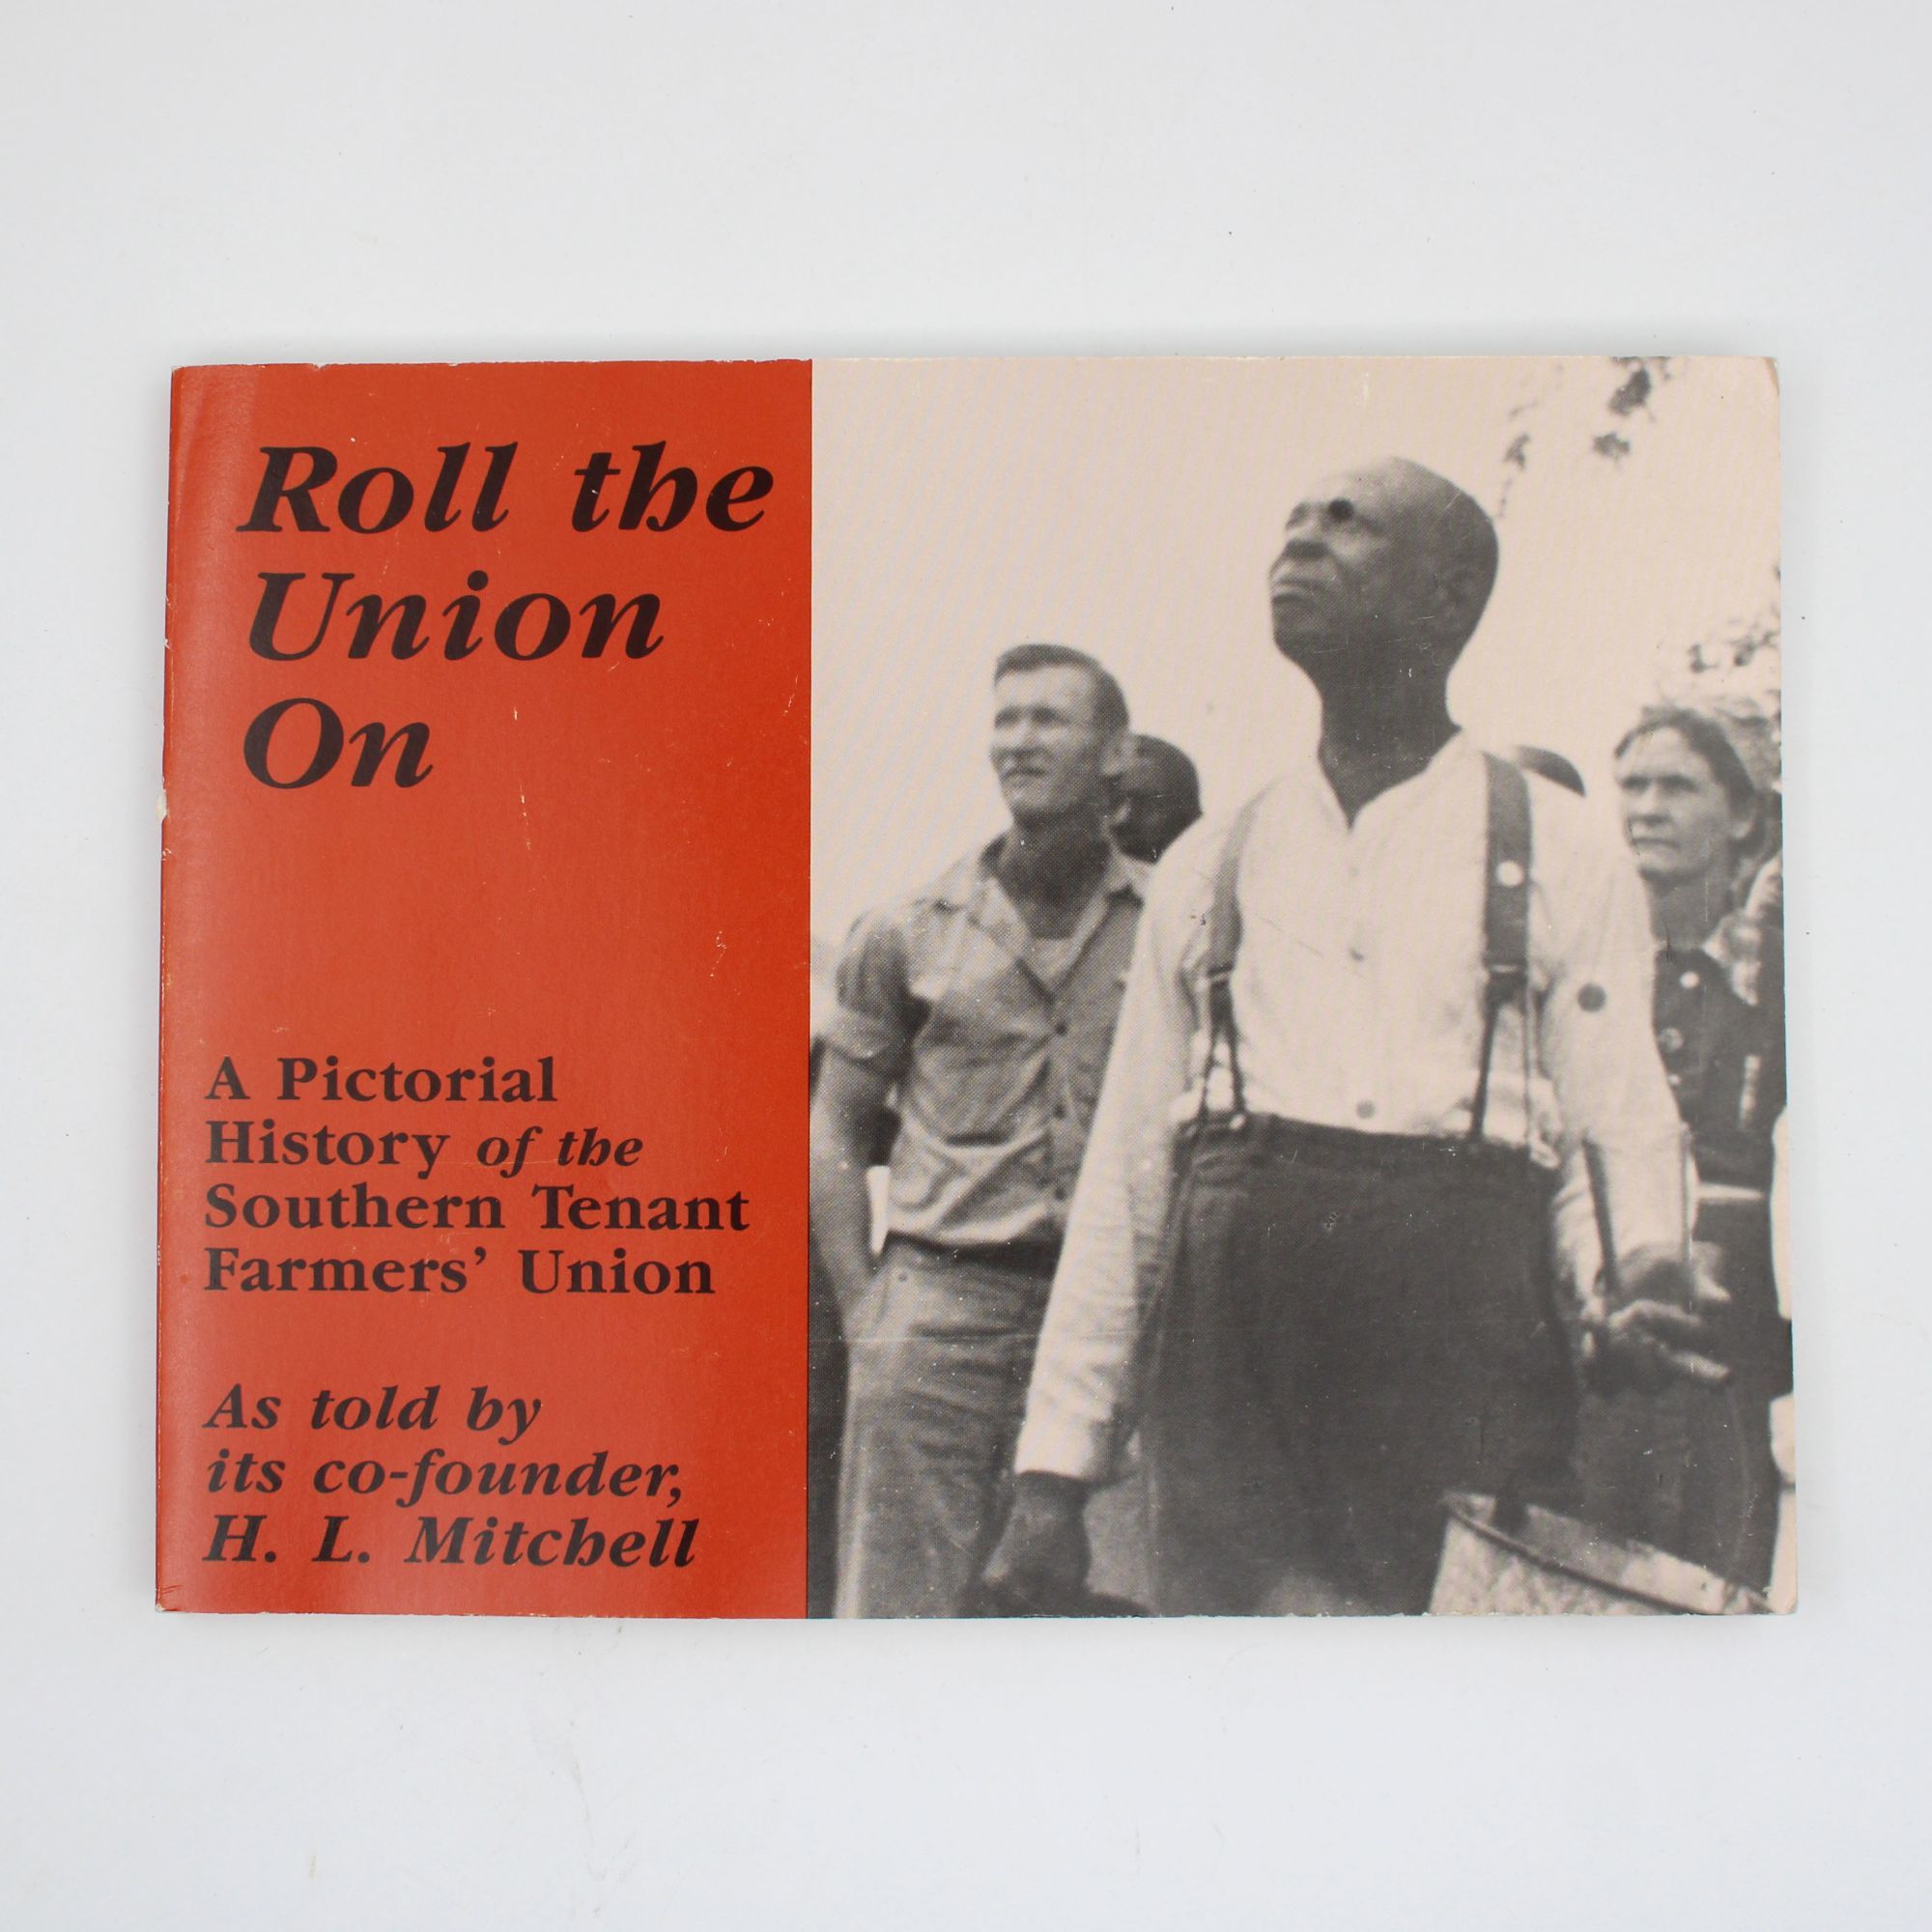 Roll the
Union
On
A Pictorial
History of the
Southern Tenant
Farmers' Union
As told by
its co-founder,
H. L. Mitchell